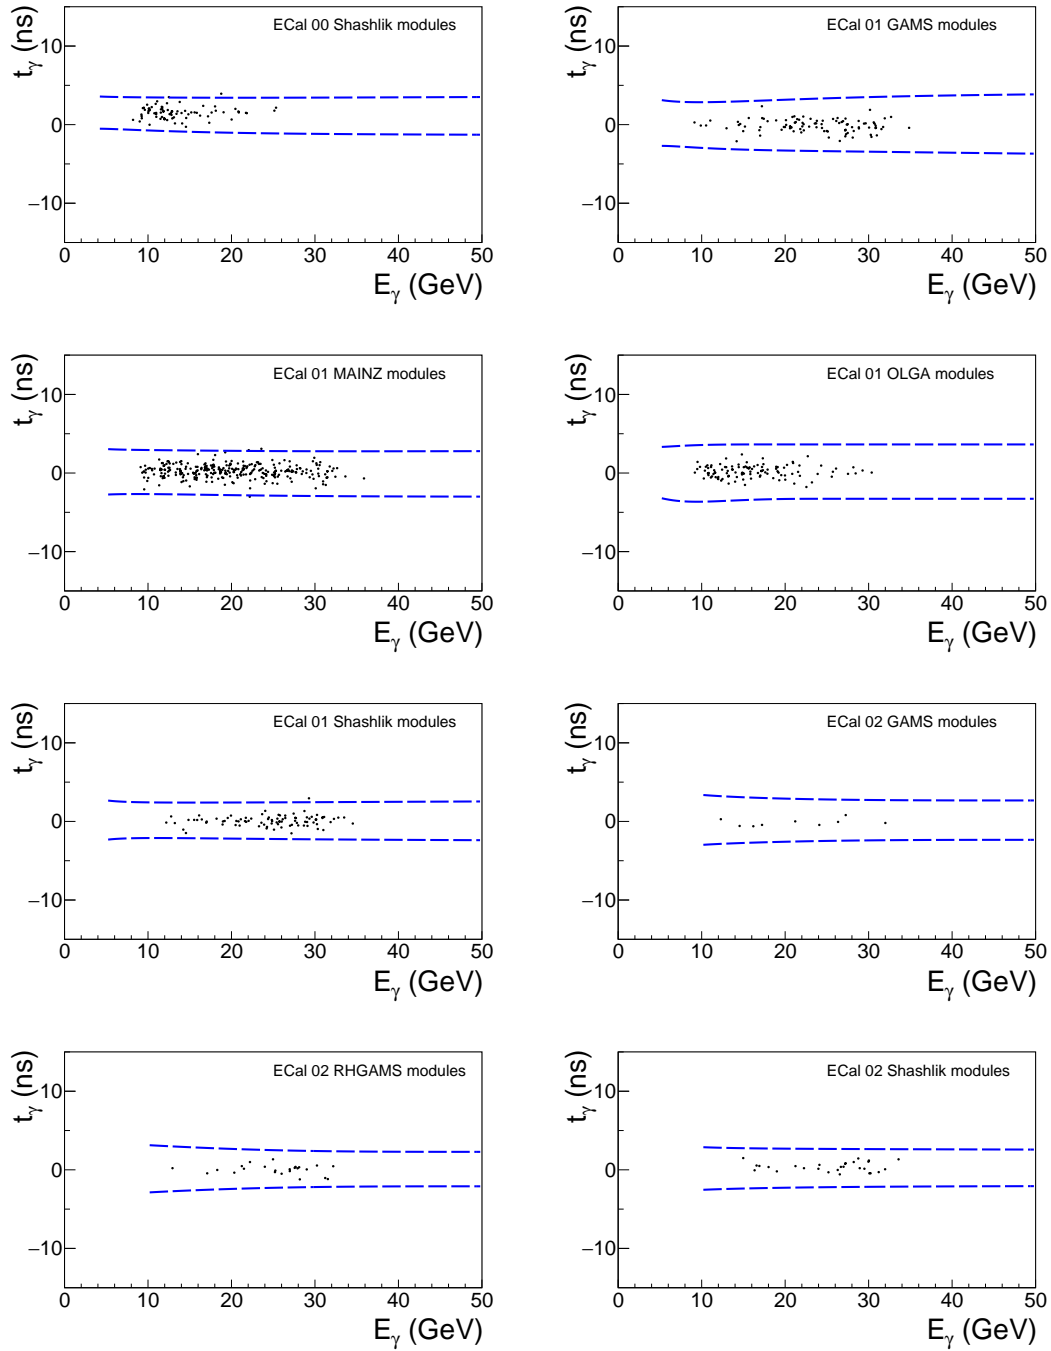 ECal 00 Shashlik modules
t_γ (ns)
10
0
−10
0 10 20 30 40 50
E_γ (GeV)
ECal 01 GAMS modules
t_γ (ns)
10
0
−10
0 10 20 30 40 50
E_γ (GeV)
ECal 01 MAINZ modules
t_γ (ns)
10
0
−10
0 10 20 30 40 50
E_γ (GeV)
ECal 01 OLGA modules
t_γ (ns)
10
0
−10
0 10 20 30 40 50
E_γ (GeV)
ECal 01 Shashlik modules
t_γ (ns)
10
0
−10
0 10 20 30 40 50
E_γ (GeV)
ECal 02 GAMS modules
t_γ (ns)
10
0
−10
0 10 20 30 40 50
E_γ (GeV)
ECal 02 RHGAMS modules
t_γ (ns)
10
0
−10
0 10 20 30 40 50
E_γ (GeV)
ECal 02 Shashlik modules
t_γ (ns)
10
0
−10
0 10 20 30 40 50
E_γ (GeV)